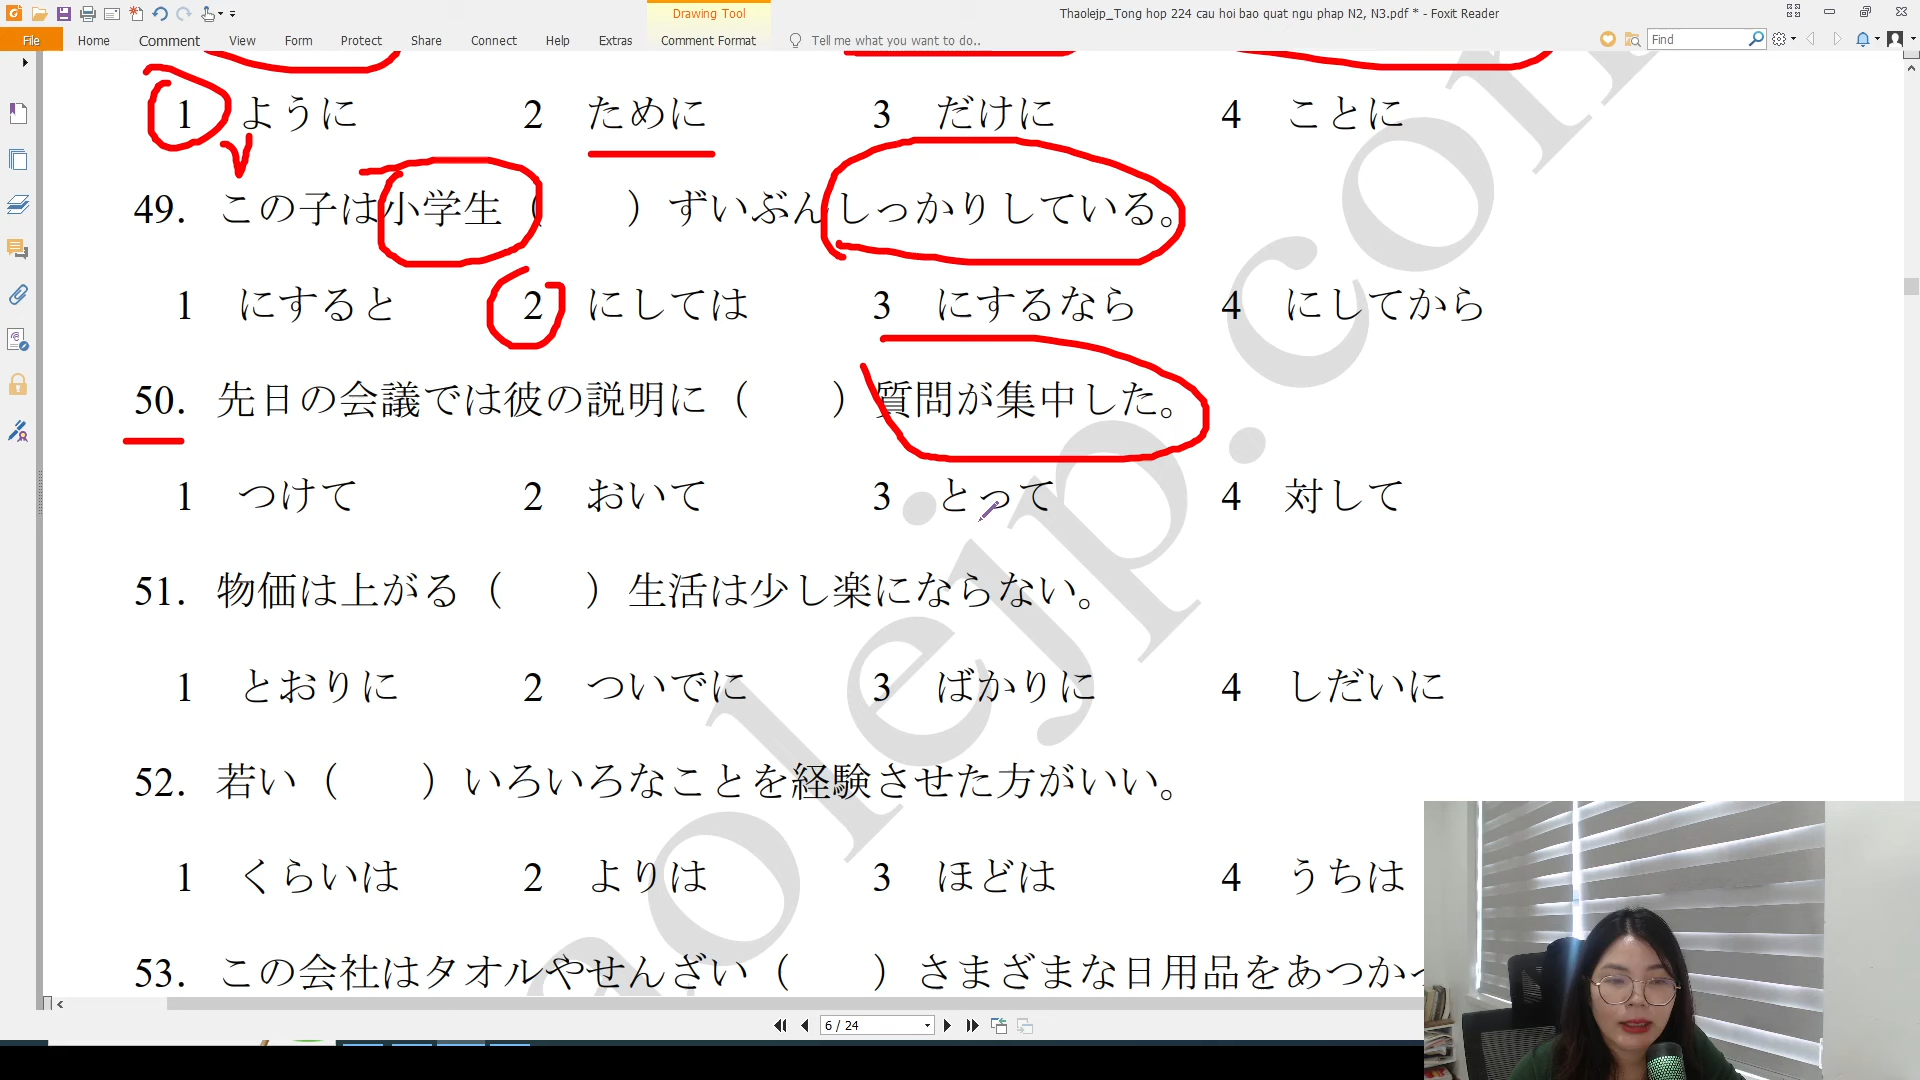 Drawing Tool
Thaolejp_Tong hop 224 cau hoi bao quat ngu phap N2, N3.pdf * - Foxit Reader
File Home Comment View Form Protect Share Connect Help Extras Comment Format Tell me what you want to do.. Find
1 ように 2 ために 3 だけに 4 ことに
49. この子は小学生( )ずいぶんしっかりしている。
1 にすると 2 にしては 3 にするなら 4 にしてから
50. 先日の会議では彼の説明に( )質問が集中した。
1 つけて 2 おいて 3 とって 4 対して
51. 物価は上がる( )生活は少し楽にならない。
1 とおりに 2 ついでに 3 ばかりに 4 しだいに
52. 若い( )いろいろなことを経験させた方がいい。
1 くらいは 2 よりは 3 ほどは 4 うちは
53. この会社はタオルやせんざい( )さまざまな日用品をあつかっ
aolejp.com
6 / 24